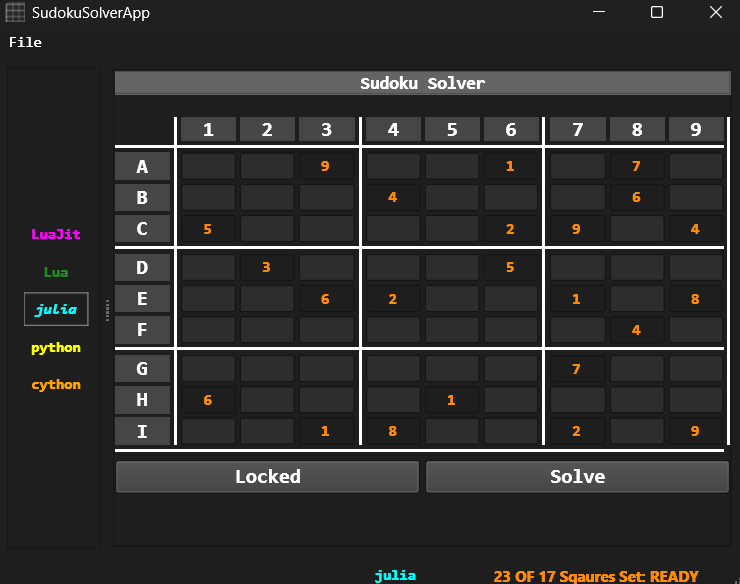 SudokuSolverApp
File
Sudoku Solver
1 2 3 4 5 6 7 8 9
A 9 1 7
B 4 6
C 5 2 9 4
D 3 5
E 6 2 1 8
F 4
G 7
H 6 1
I 1 8 2 9
LuaJit
Lua
julia
python
cython
Locked Solve
julia 23 OF 17 Sqaures Set: READY